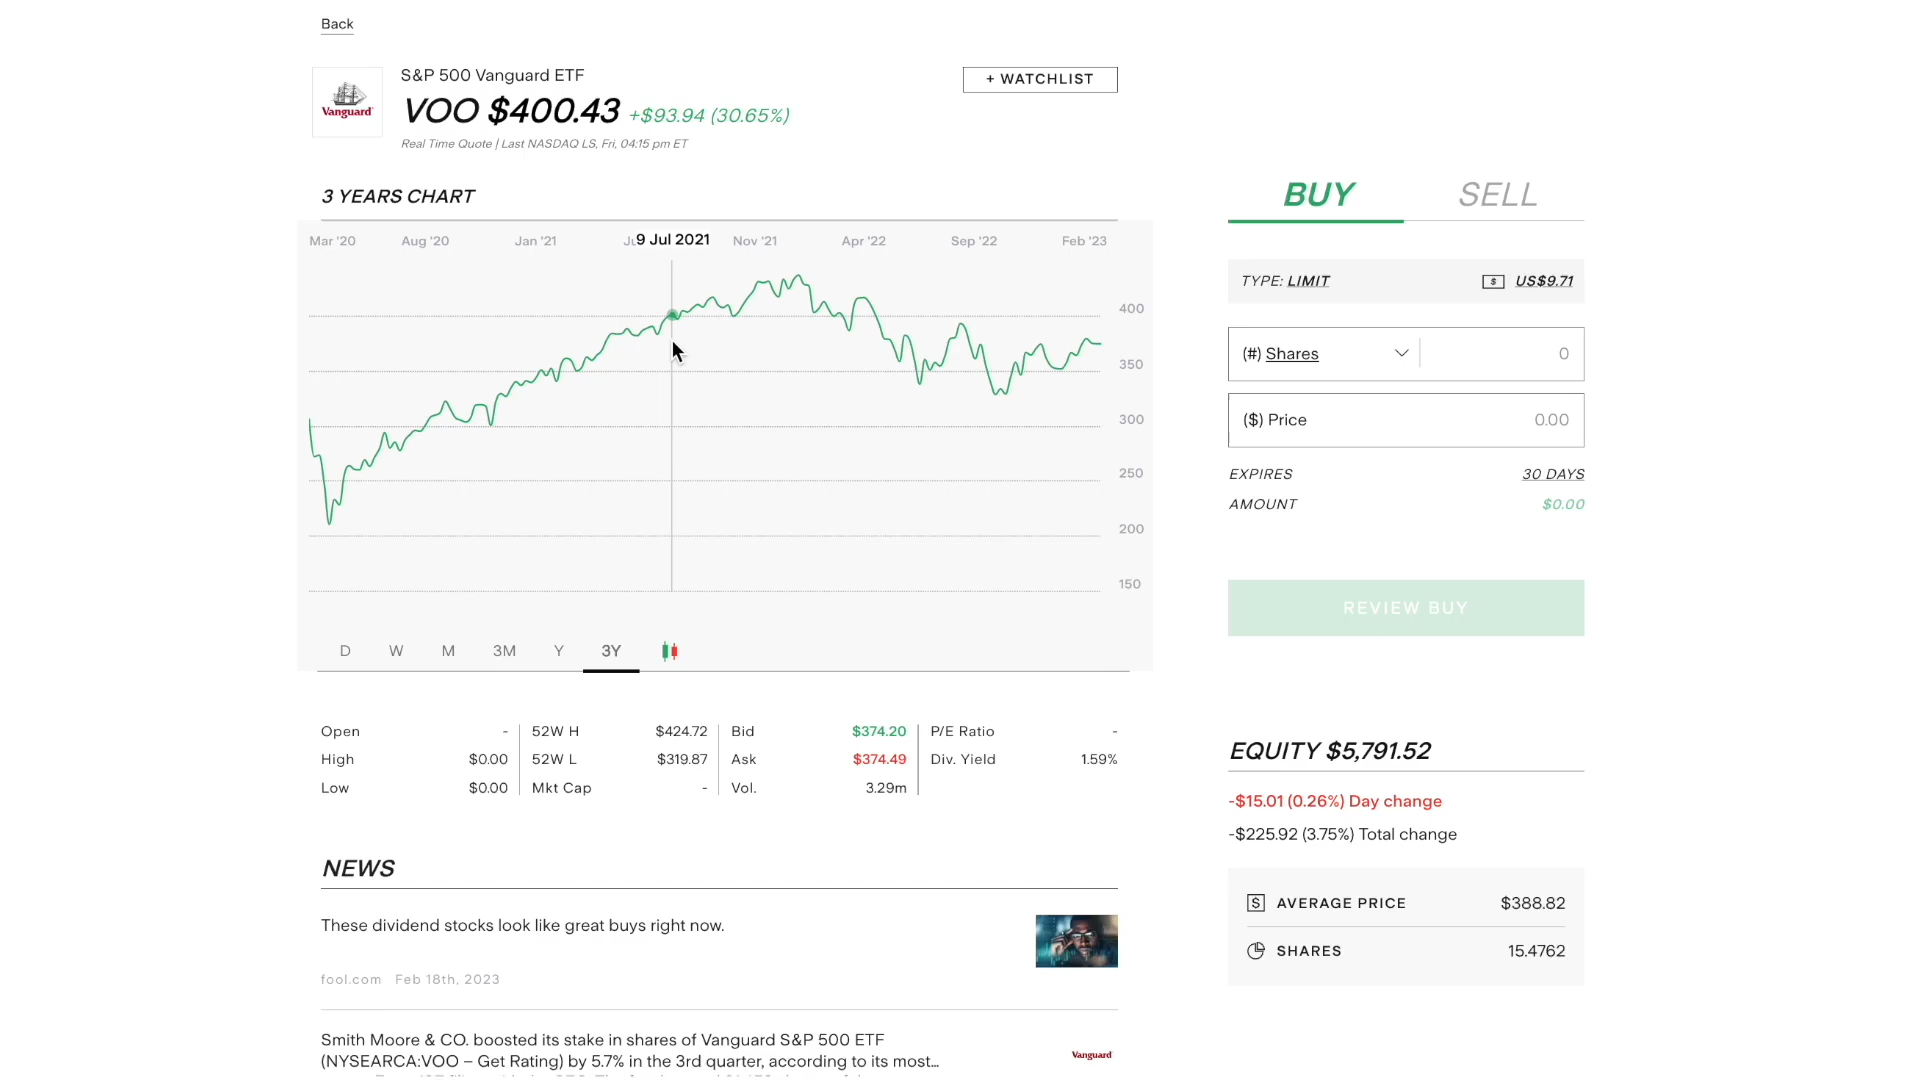 Back
S&P 500 Vanguard ETF
VOO $400.43 +$93.94 (30.65%)
Real Time Quote | Last NASDAQ LS, Fri, 04:15 pm ET
Vanguard
+ WATCHLIST
3 YEARS CHART
Mar '20 Aug '20 Jan '21 9 Jul 2021 Nov '21 Apr '22 Sep '22 Feb '23
400
350
300
250
200
150
D W M 3M Y 3Y
Open - 52W H $424.72 Bid $374.20 P/E Ratio -
High $0.00 52W L $319.87 Ask $374.49 Div. Yield 1.59%
Low $0.00 Mkt Cap - Vol. 3.29m
NEWS
These dividend stocks look like great buys right now.
fool.com Feb 18th, 2023
Smith Moore & CO. boosted its stake in shares of Vanguard S&P 500 ETF
(NYSEARCA:VOO – Get Rating) by 5.7% in the 3rd quarter, according to its most...
Vanguard
BUY SELL
TYPE: LIMIT $ US$9.71
(#) Shares 0
($) Price 0.00
EXPIRES 30 DAYS
AMOUNT $0.00
REVIEW BUY
EQUITY $5,791.52
-$15.01 (0.26%) Day change
-$225.92 (3.75%) Total change
$ AVERAGE PRICE $388.82
SHARES 15.4762